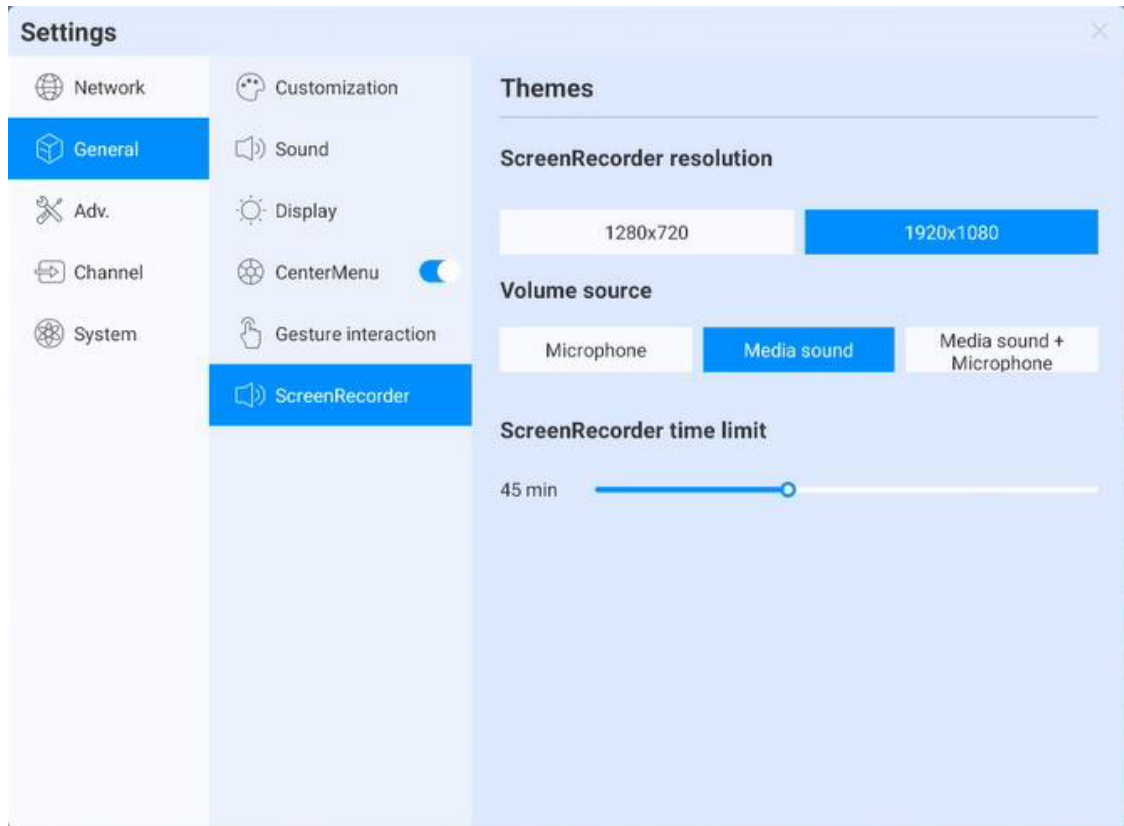 Settings
Network
General
Adv.
Channel
System
Customization
Sound
Display
CenterMenu
Gesture interaction
ScreenRecorder
Themes
ScreenRecorder resolution
1280x720
1920x1080
Volume source
Microphone
Media sound
Media sound +
Microphone
ScreenRecorder time limit
45 min